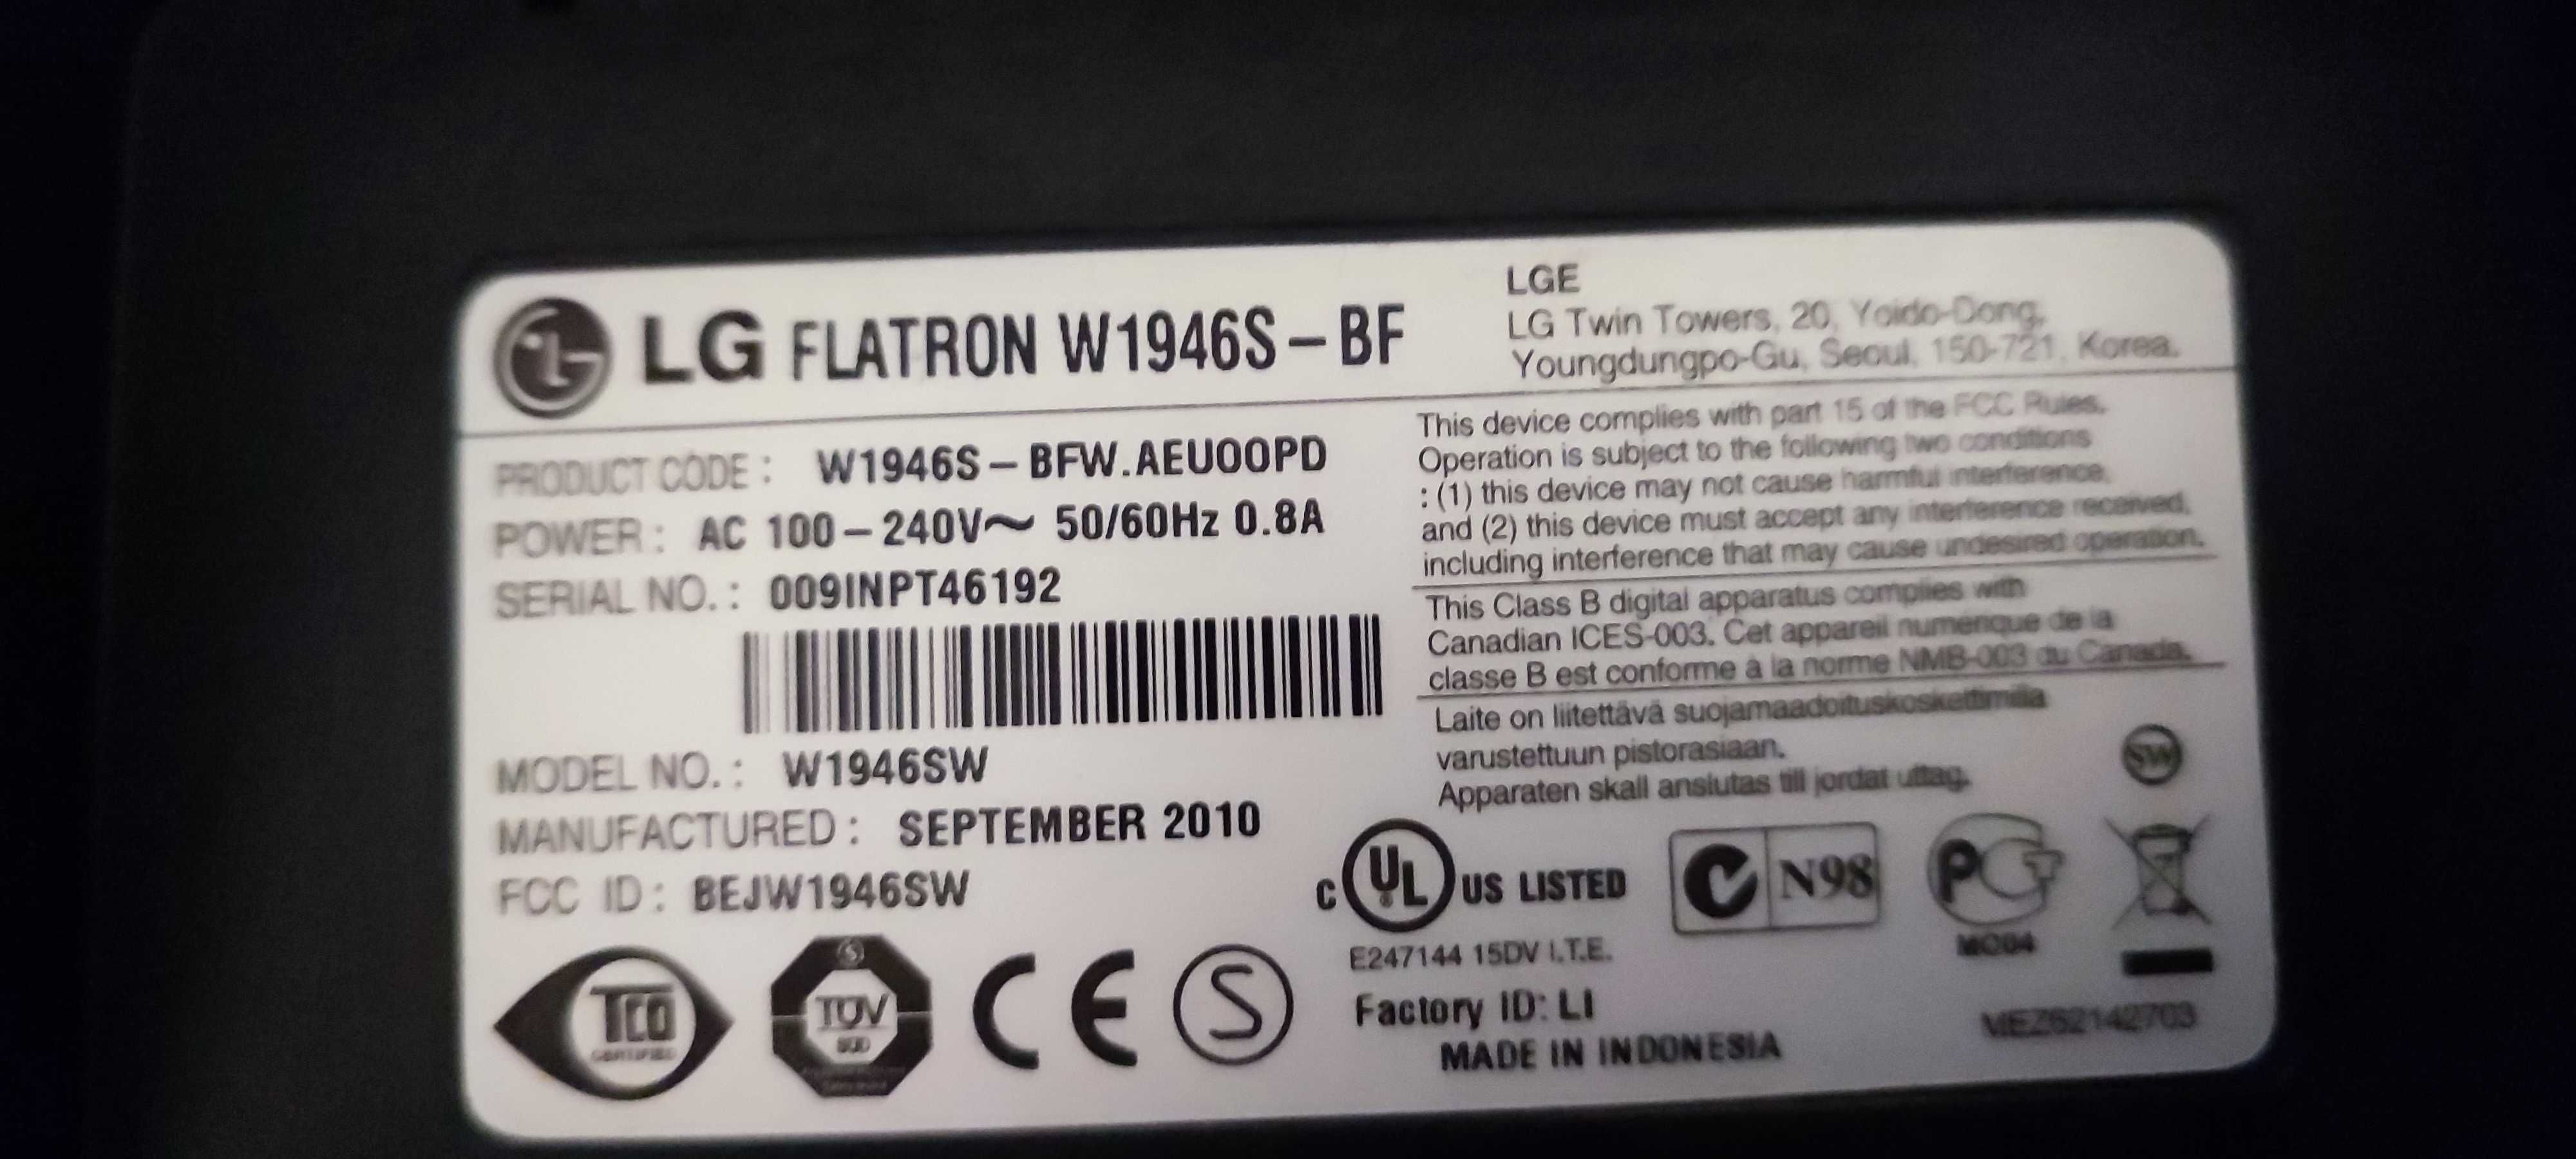 LG FLATRON W1946S-BF
LGE
LG Twin Towers, 20, Yoido-Dong,
Youngdungpo-Gu, Seoul, 150-721, Korea.
PRODUCT CODE : W1946S-BFW.AEUOOPD
POWER : AC 100-240V~ 50/60Hz 0.8A
SERIAL NO. : 009INPT46192
MODEL NO. : W1946SW
MANUFACTURED : SEPTEMBER 2010
FCC ID : BEJW1946SW
TCO
CERTIFIED
S
TÜV
SÜD
CE
S
This device complies with part 15 of the FCC Rules.
Operation is subject to the following two conditions
: (1) this device may not cause harmful interference,
and (2) this device must accept any interference received,
including interference that may cause undesired operation.
This Class B digital apparatus complies with
Canadian ICES-003. Cet appareil numérique de la
classe B est conforme à la norme NMB-003 du Canada.
Laite on liitettävä suojamaadoituskoskettimilla
varustettuun pistorasiaan.
Apparaten skall anslutas till jordat uttag.
SW
C UL US LISTED
N98
PG
MO04
E247144 15DV I.T.E.
Factory ID: LI
MADE IN INDONESIA
MEZ62142703